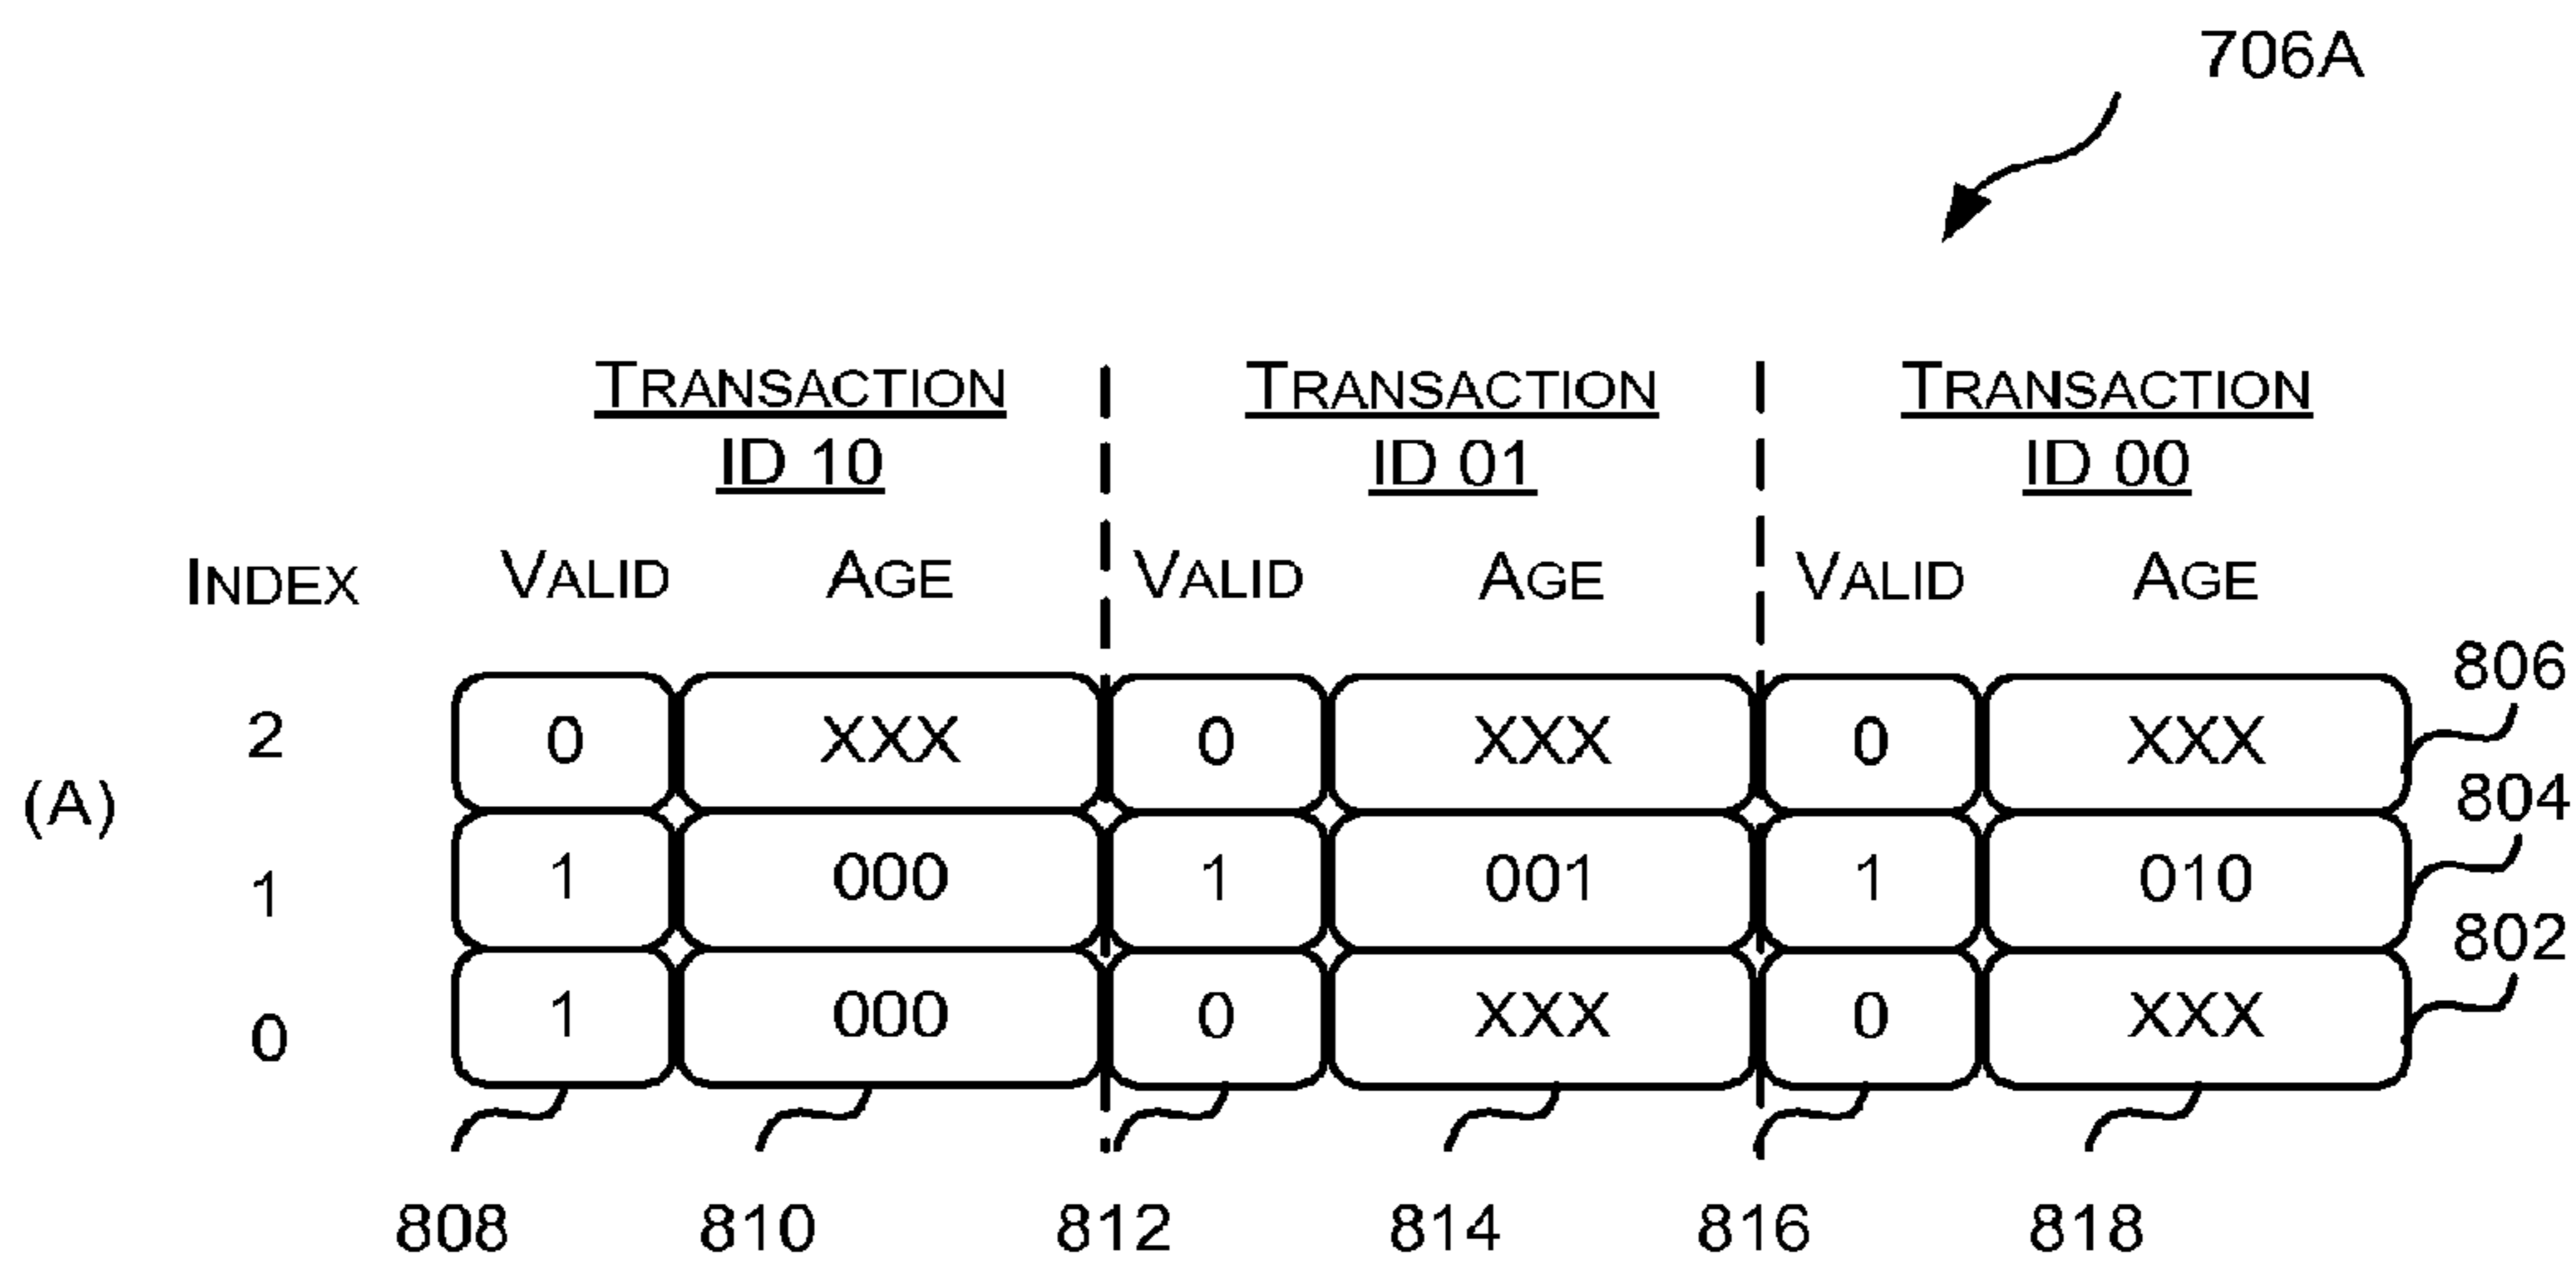 706A
TRANSACTION TRANSACTION TRANSACTION
ID 10 ID 01 ID 00
INDEX VALID AGE VALID AGE VALID AGE
806
2 0 XXX 0 XXX 0 XXX
(A) 804
1 1 000 1 001 1 010
802
0 1 000 0 XXX 0 XXX
808 810 812 814 816 818